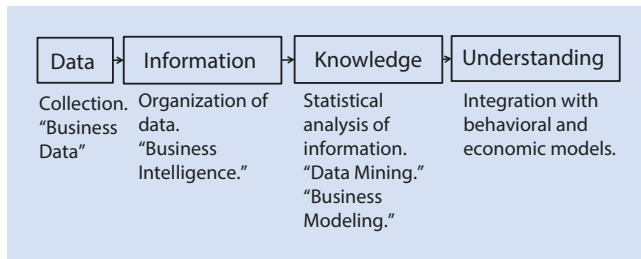 Data
Information
Knowledge
Understanding
Collection.
“Business
Data”
Organization of
data.
“Business
Intelligence.”
Statistical
analysis of
information.
“Data Mining.”
“Business
Modeling.”
Integration with
behavioral and
economic models.